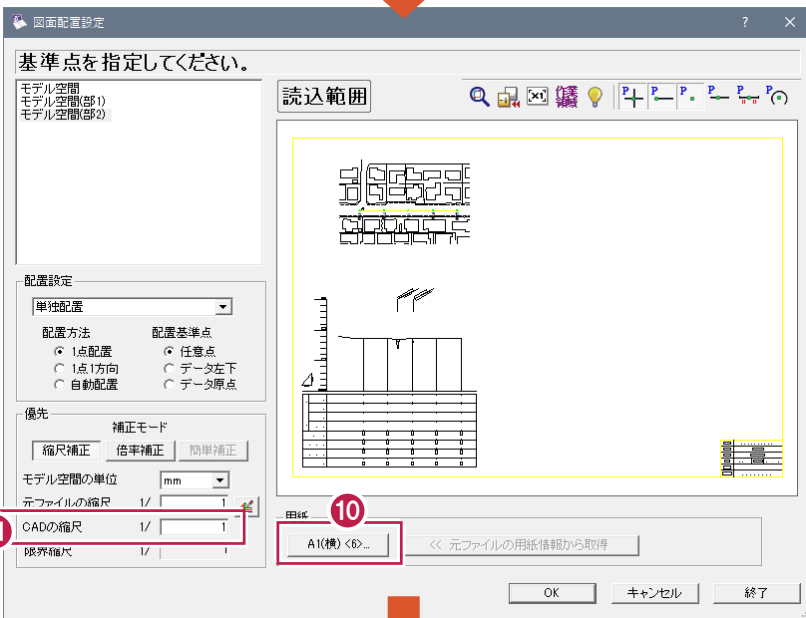 図面配置設定
基準点を指定してください。
モデル空間
モデル空間(部1)
モデル空間(部2)
読込範囲
配置設定
単独配置
配置方法 配置基準点
1点配置 任意点
1点1方向 データ左下
自動配置 データ原点
優先
補正モード
縮尺補正 倍率補正 簡単補正
モデル空間の単位 mm
元ファイルの縮尺 1/ 1
CADの縮尺 1/ 1
限界縮尺 1/ 1
用紙
10
A1(横) <6>...
<< 元ファイルの用紙情報から取得
OK キャンセル 終了